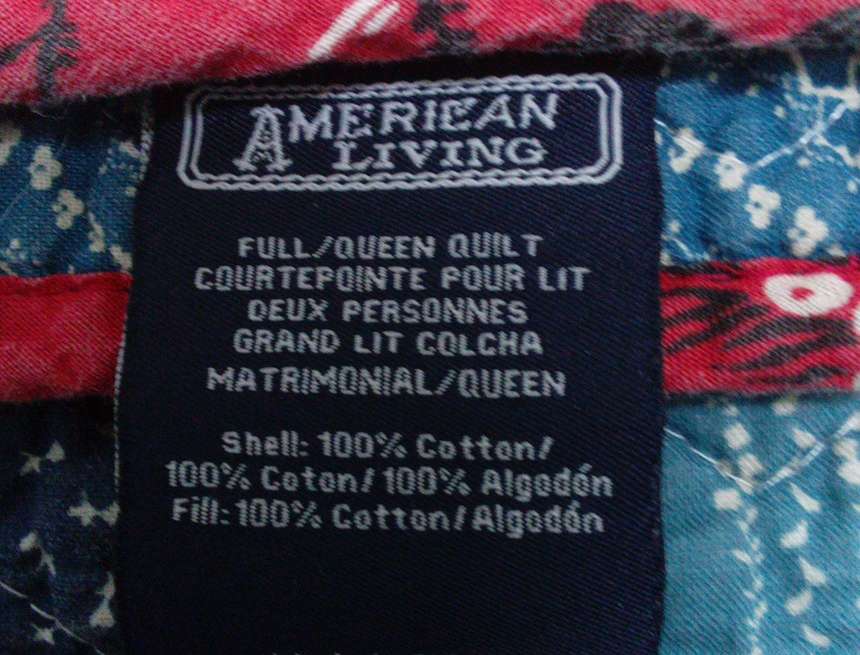 AMERICAN
LIVING
FULL/QUEEN QUILT
COURTEPOINTE POUR LIT
DEUX PERSONNES
GRAND LIT COLCHA
MATRIMONIAL/QUEEN
Shell: 100% Cotton/
100% Coton/100% Algodón
Fill: 100% Cotton/Algodón